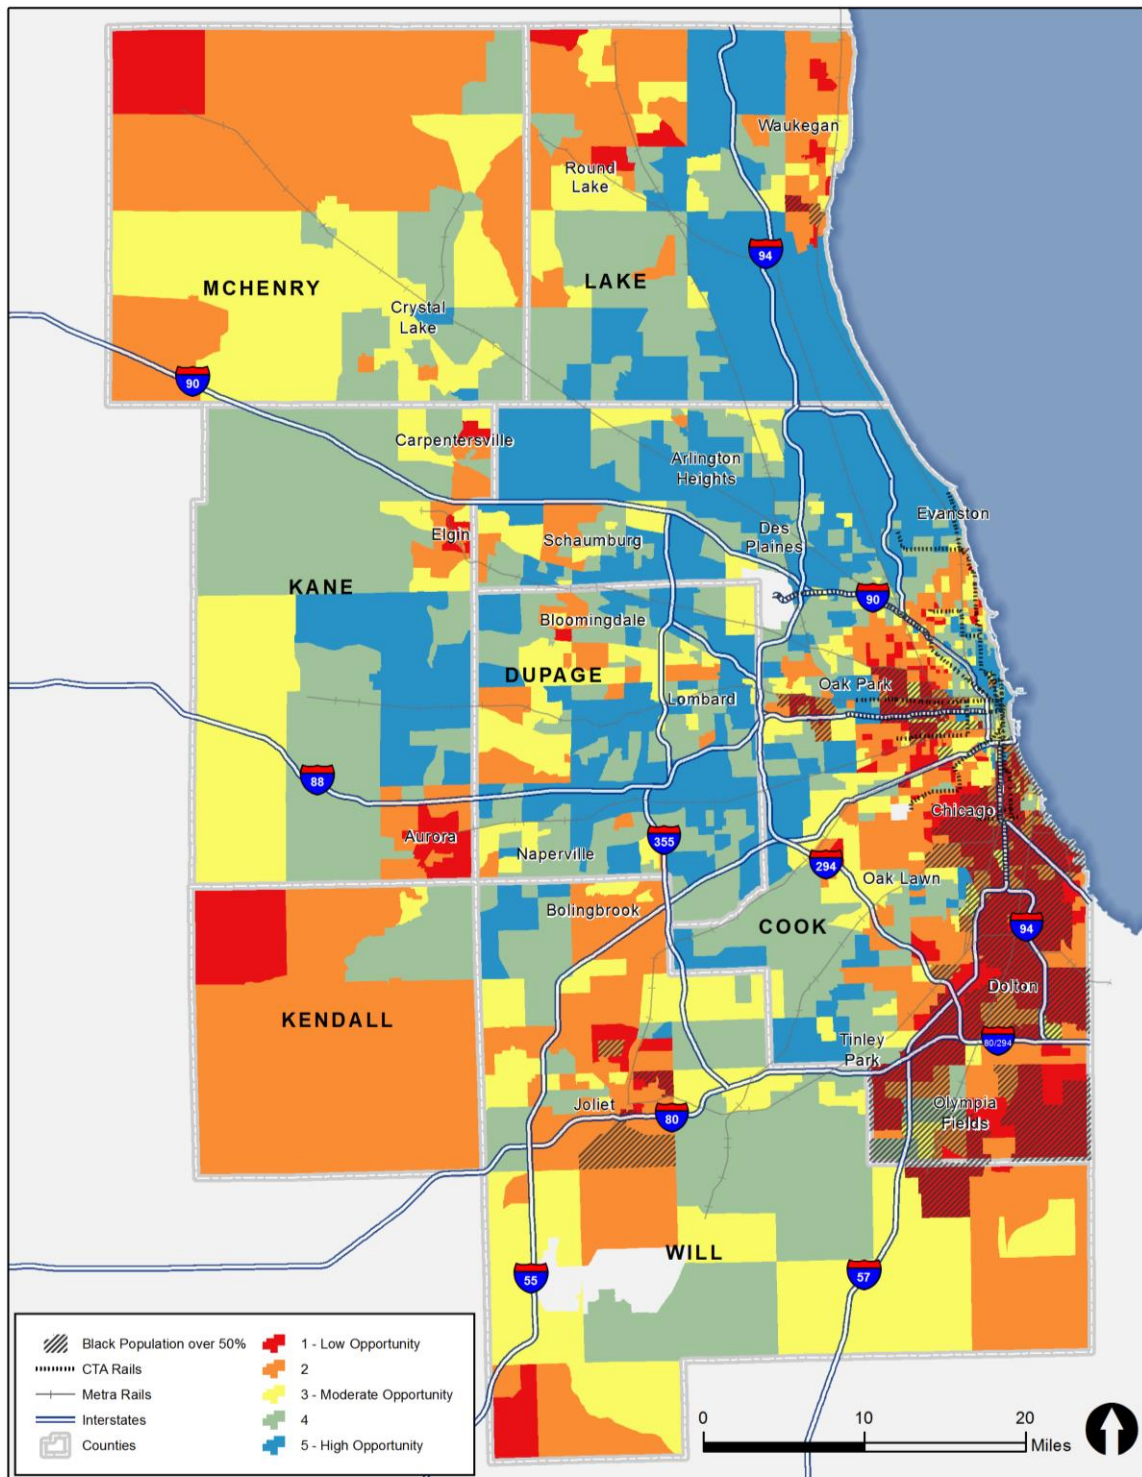 Waukegan
Round
Lake
94
MCHENRY
LAKE
Crystal
Lake
90
Carpentersville
Arlington
Heights
Evanston
Elgin
Schaumburg
Des
Plaines
KANE
90
Bloomingdale
DUPAGE
Oak Park
Lombard
88
Chicago
Aurora
355
Naperville
294
Oak Lawn
Bolingbrook
COOK
94
Dolton
KENDALL
Tinley
Park
80/294
Joliet
80
Olympia
Fields
WILL
55
57
Black Population over 50%
CTA Rails
Metra Rails
Interstates
Counties
1 - Low Opportunity
2
3 - Moderate Opportunity
4
5 - High Opportunity
0 10 20
Miles